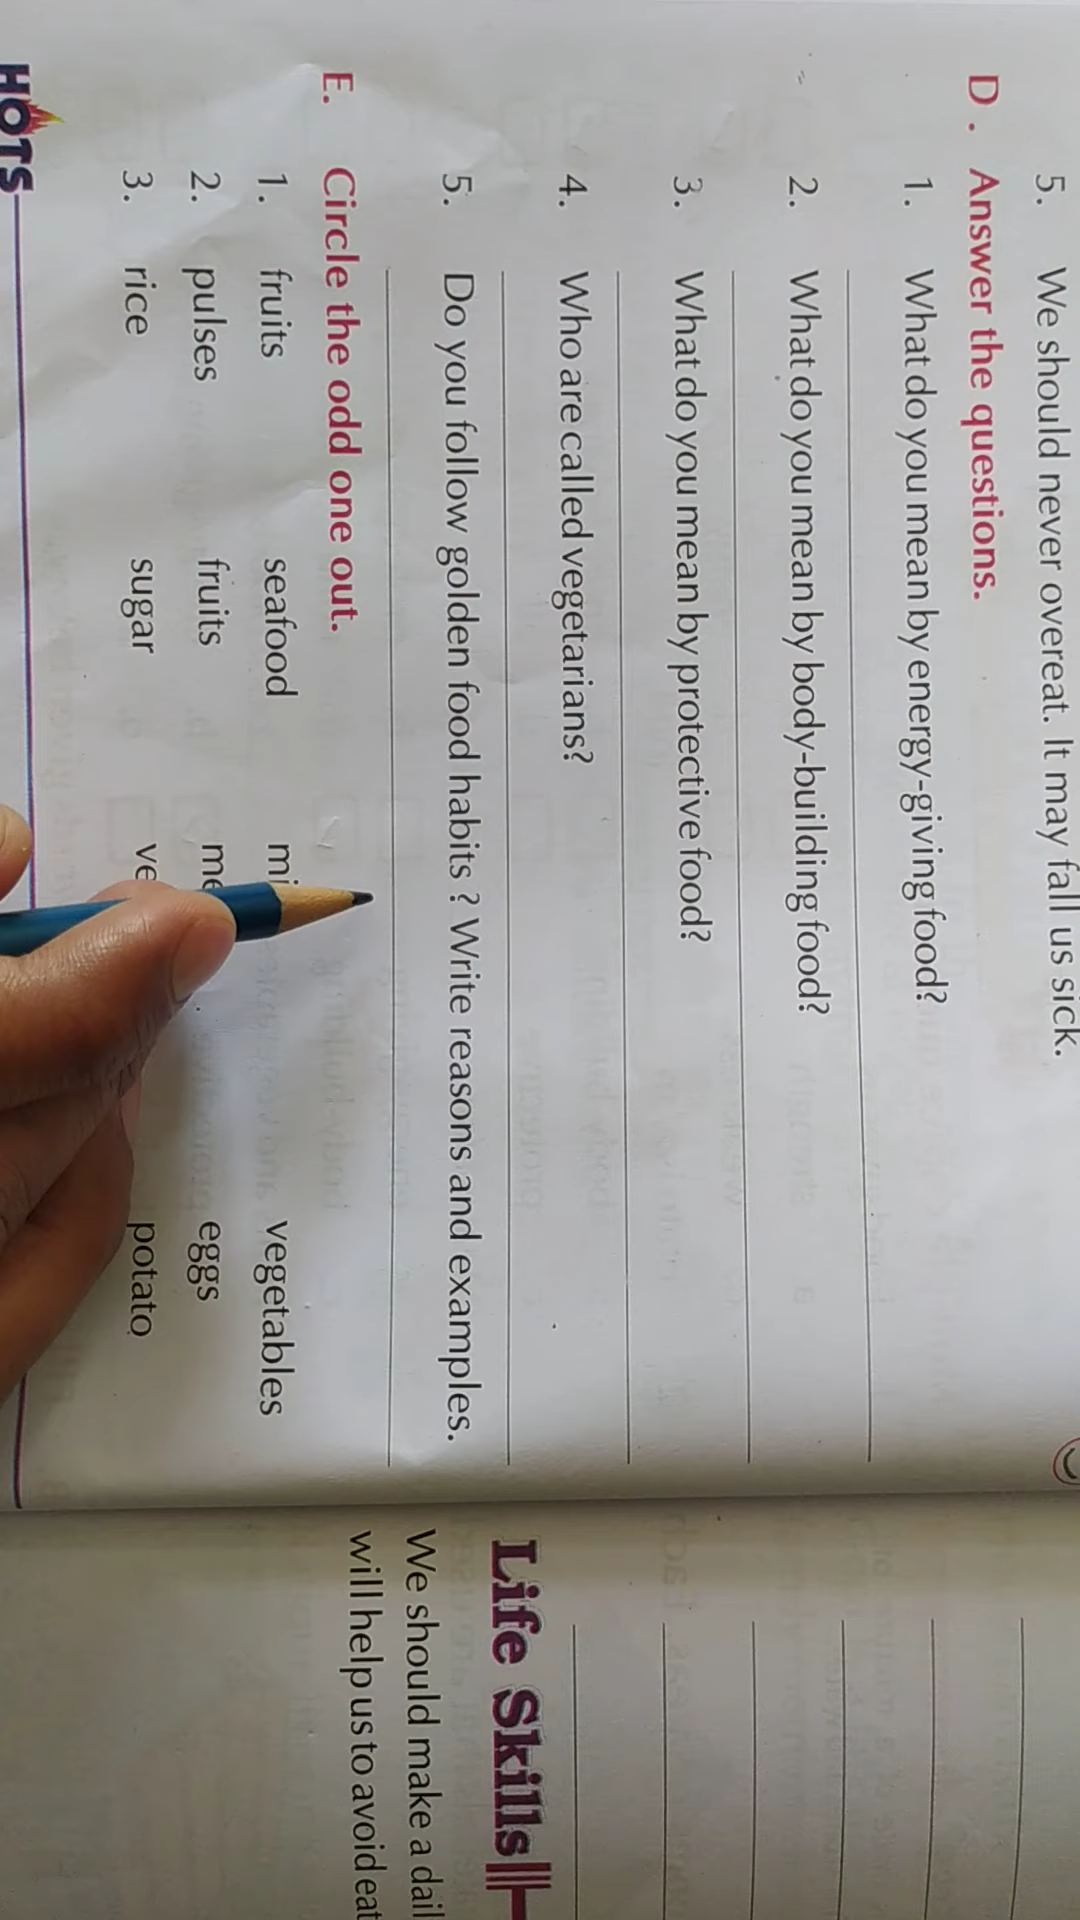 5. We should never overeat. It may fall us sick.
D. Answer the questions.
1. What do you mean by energy-giving food?
2. What do you mean by body-building food?
3. What do you mean by protective food?
4. Who are called vegetarians?
5. Do you follow golden food habits ? Write reasons and examples.
E. Circle the odd one out.
1. fruits seafood vegetables
2. pulses fruits eggs
3. rice sugar potato
HOTS
Life Skills
We should make a
will help us to avoid